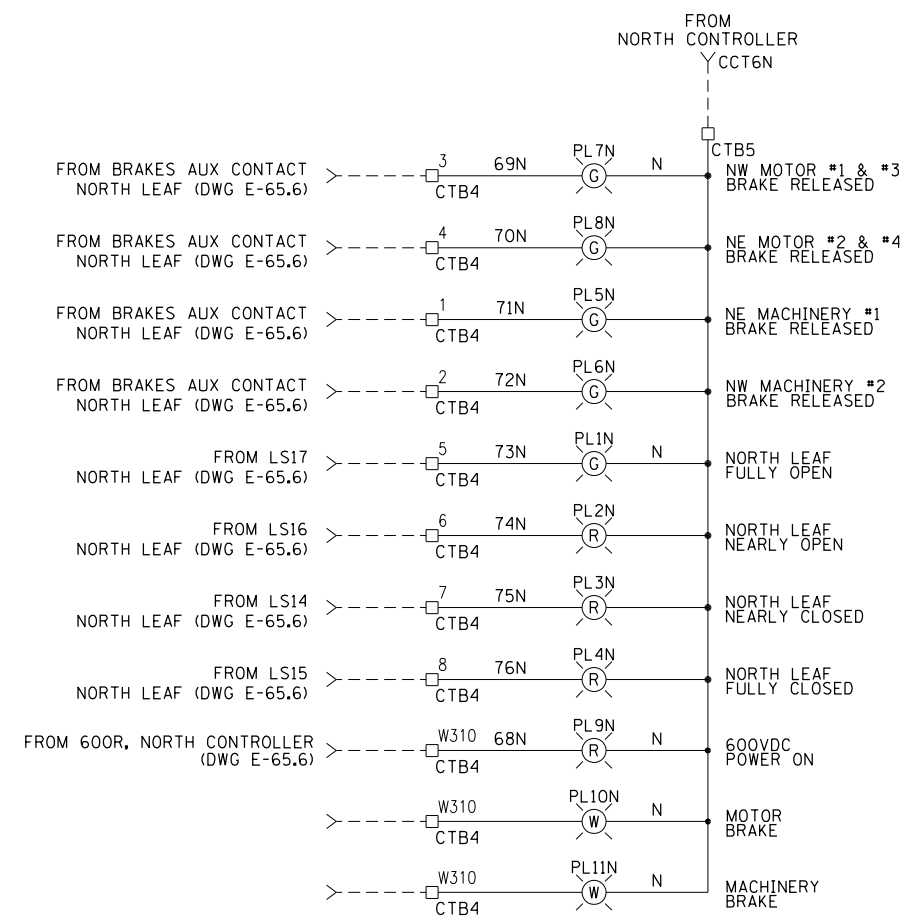 FROM
NORTH CONTROLLER
CCT6N
CTB5
FROM BRAKES AUX CONTACT
NORTH LEAF (DWG E-65.6)
3
CTB4
69N
PL7N
G
N
NW MOTOR #1 & #3
BRAKE RELEASED
FROM BRAKES AUX CONTACT
NORTH LEAF (DWG E-65.6)
4
CTB4
70N
PL8N
G
NE MOTOR #2 & #4
BRAKE RELEASED
FROM BRAKES AUX CONTACT
NORTH LEAF (DWG E-65.6)
1
CTB4
71N
PL5N
G
NE MACHINERY #1
BRAKE RELEASED
FROM BRAKES AUX CONTACT
NORTH LEAF (DWG E-65.6)
2
CTB4
72N
PL6N
G
NW MACHINERY #2
BRAKE RELEASED
FROM LS17
NORTH LEAF (DWG E-65.6)
5
CTB4
73N
PL1N
G
N
NORTH LEAF
FULLY OPEN
FROM LS16
NORTH LEAF (DWG E-65.6)
6
CTB4
74N
PL2N
R
NORTH LEAF
NEARLY OPEN
FROM LS14
NORTH LEAF (DWG E-65.6)
7
CTB4
75N
PL3N
R
NORTH LEAF
NEARLY CLOSED
FROM LS15
NORTH LEAF (DWG E-65.6)
8
CTB4
76N
PL4N
R
NORTH LEAF
FULLY CLOSED
FROM 600R, NORTH CONTROLLER
(DWG E-65.6)
W310
CTB4
68N
PL9N
R
N
600VDC
POWER ON
W310
CTB4
PL10N
W
N
MOTOR
BRAKE
W310
CTB4
PL11N
W
N
MACHINERY
BRAKE